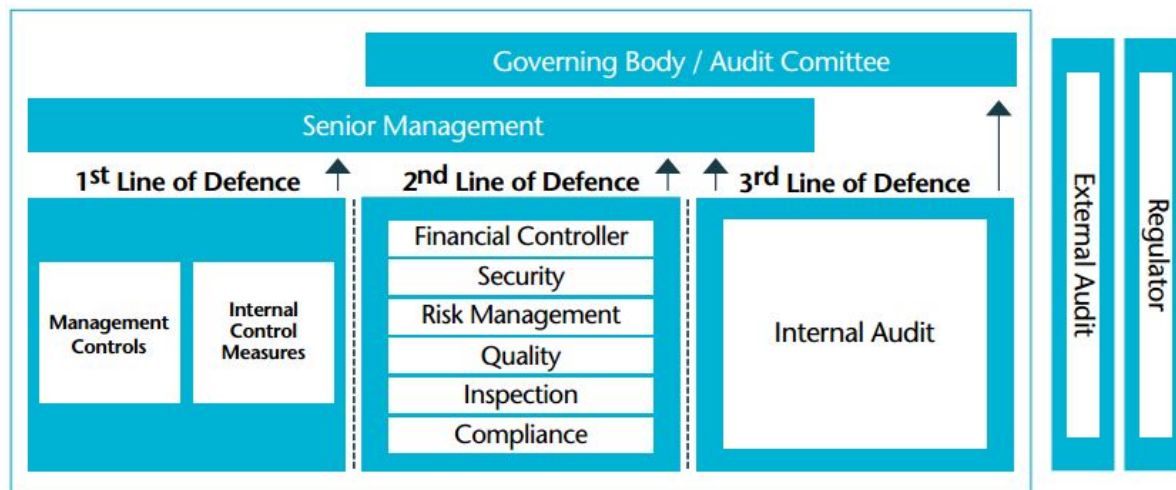 Governing Body / Audit Comittee
Senior Management
1st Line of Defence
2nd Line of Defence
3rd Line of Defence
Management
Controls
Internal
Control
Measures
Financial Controller
Security
Risk Management
Quality
Inspection
Compliance
Internal Audit
External Audit
Regulator